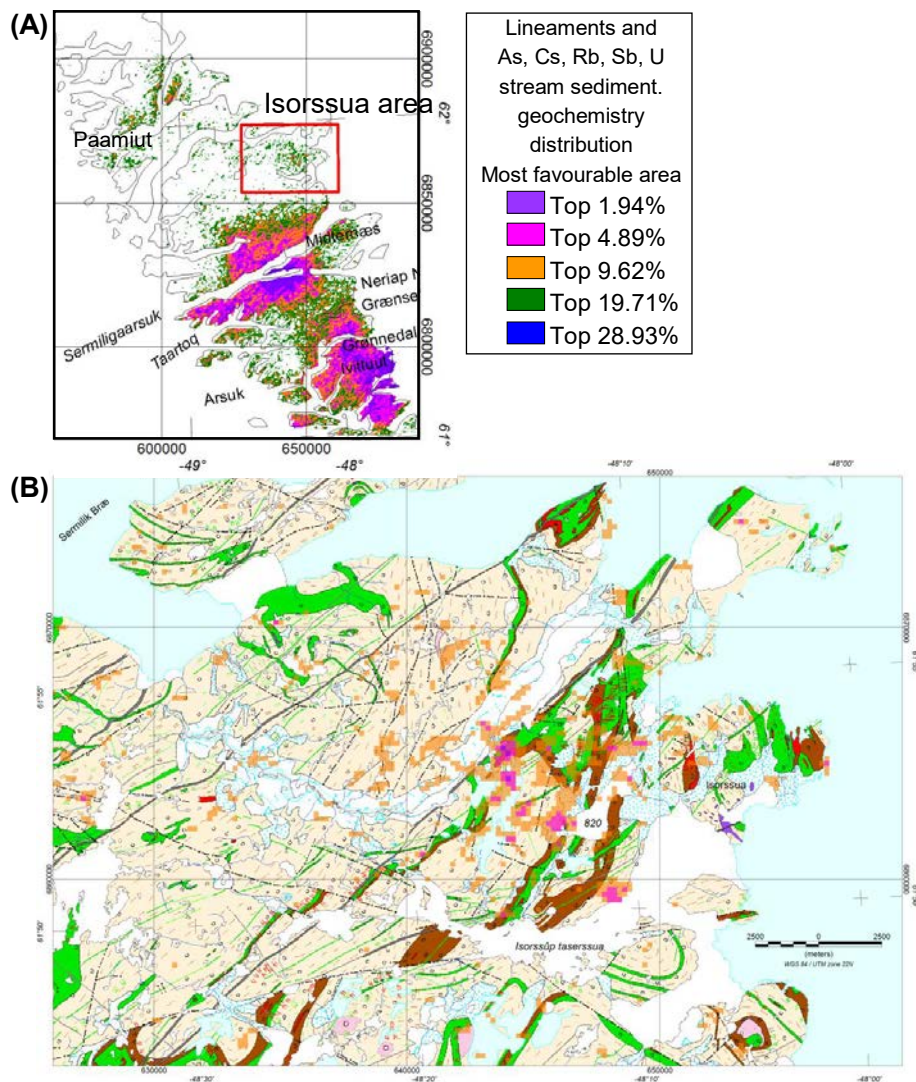 (A)
Isorssua area
Paamiut
Midternæs
Neriap N
Grænse
Sermiligaarsuk
Taartoq
Grønnedal
Ivittuut
Arsuk
6900000
62°
6850000
6800000
61°
600000
650000
-49°
-48°
Lineaments and
As, Cs, Rb, Sb, U
stream sediment.
geochemistry
distribution
Most favourable area
Top 1.94%
Top 4.89%
Top 9.62%
Top 19.71%
Top 28.93%
(B)
-48°10'
650000
-48°00'
Sermilik Bræ
6870000
6870000
61°55'
Isorssua
820
6860000
6860000
61°50'
Isorssûp taserssua
2500
0
2500
(meters)
WGS 84 / UTM zone 22N
630000
-48°30'
640000
-48°20'
650000
-48°00'